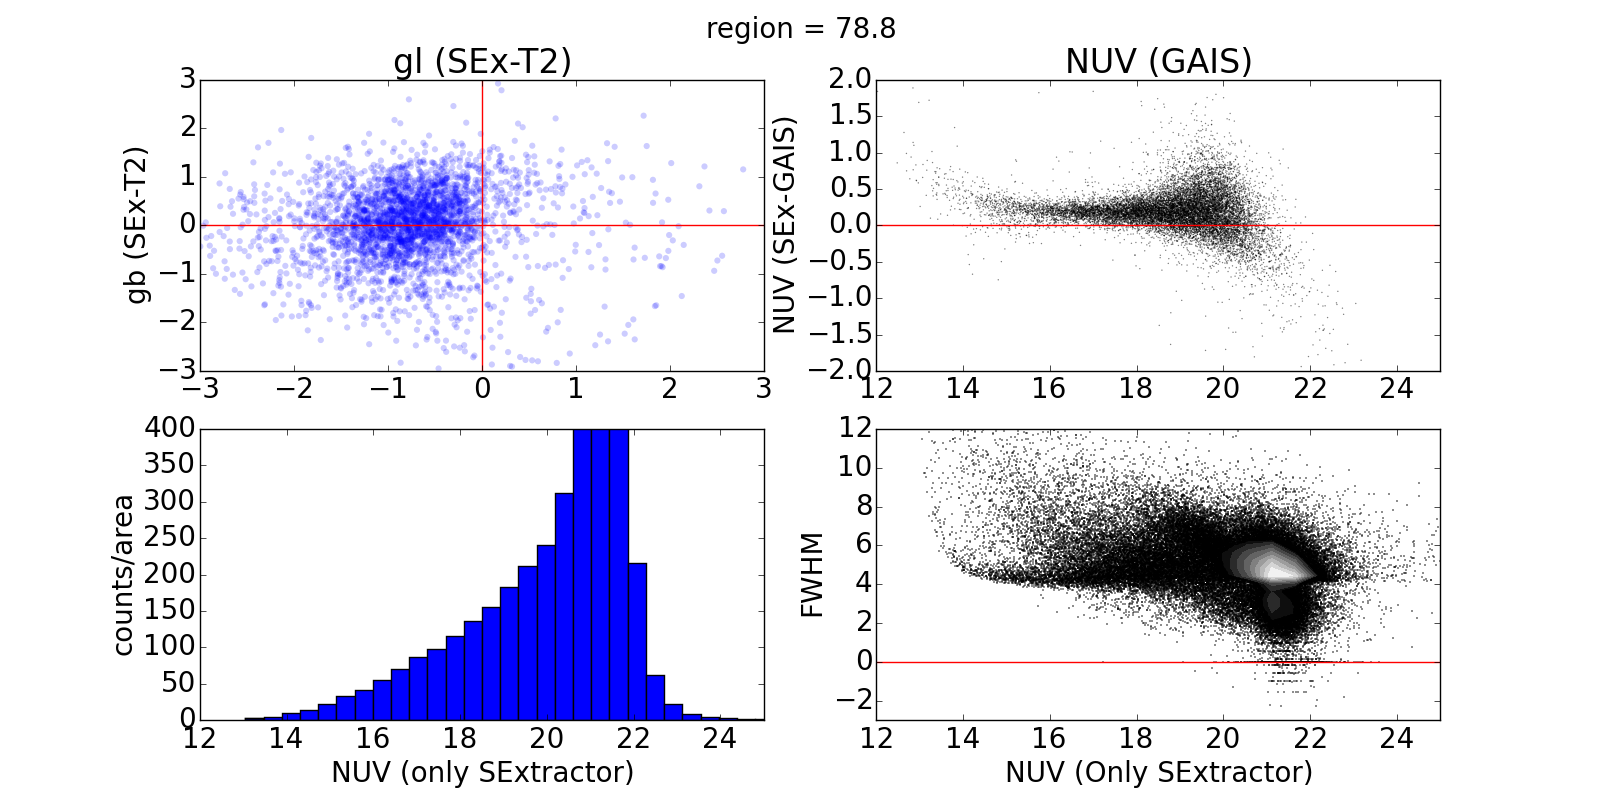 region = 78.8
gl (SEx-T2)
NUV (GAIS)
gb (SEx-T2)
3
2
1
0
−1
−2
−3
−3 −2 −1 0 1 2 3
NUV (SEx-GAIS)
2.0
1.5
1.0
0.5
0.0
−0.5
−1.0
−1.5
−2.0
12 14 16 18 20 22 24
counts/area
400
350
300
250
200
150
100
50
0
12 14 16 18 20 22 24
NUV (only SExtractor)
FWHM
12
10
8
6
4
2
0
−2
12 14 16 18 20 22 24
NUV (Only SExtractor)